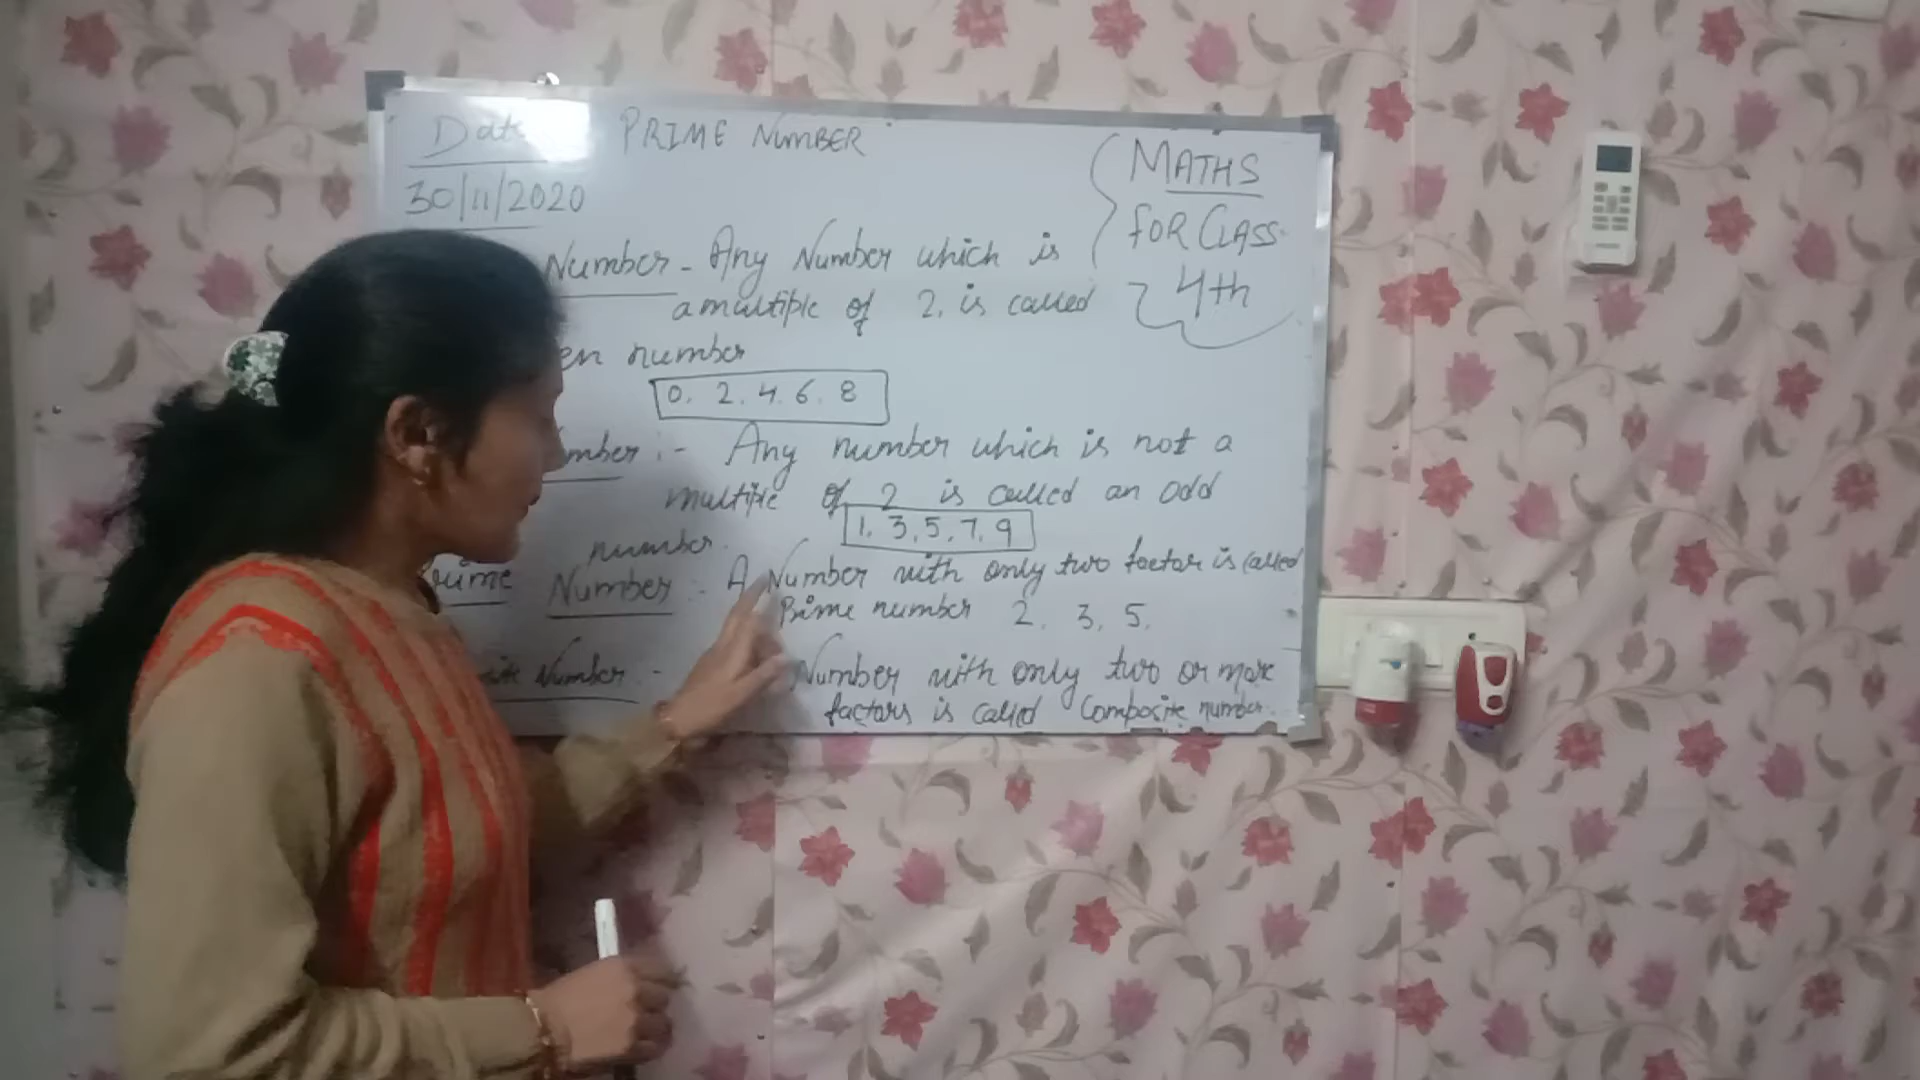 Date PRIME NUMBER
30/11/2020
MATHS
FOR CLASS
4th
Number - Any Number which is
a multiple of 2. is called
en number
0. 2. 4. 6. 8
mber :- Any number which is not a
multiple of 2 is called an odd
number.
1, 3, 5, 7, 9
rime Number :- A Number with only two factor is called
Prime number 2. 3, 5.
site Number :- Number with only two or more
factors is called Composite number.